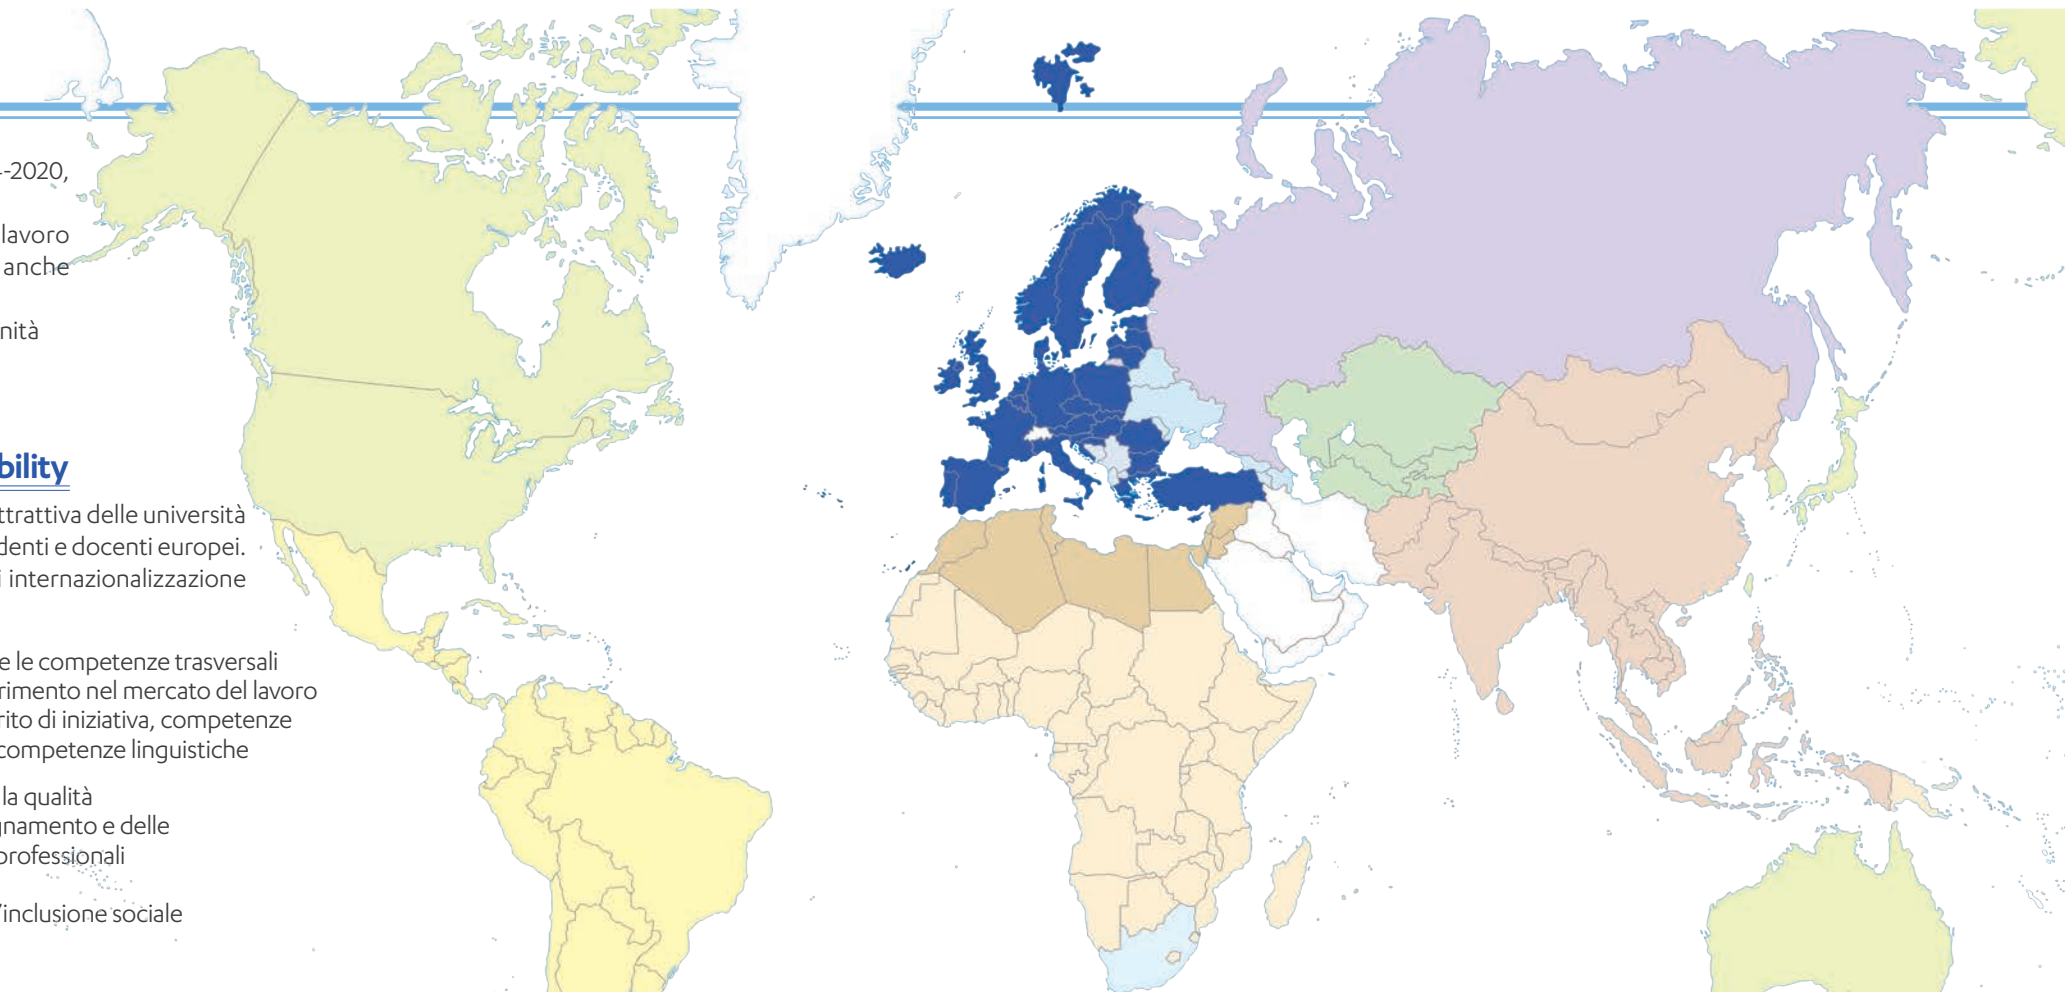 -2020,
lavoro
anche
nità
bility
ttrattiva delle università
denti e docenti europei.
i internazionalizzazione
e le competenze trasversali
rimento nel mercato del lavoro
rito di iniziativa, competenze
competenze linguistiche
la qualità
gnamento e delle
professionali
l'inclusione sociale